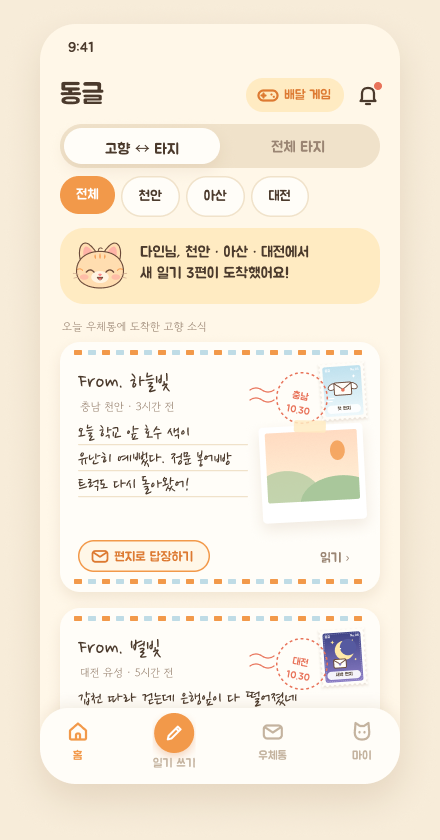 9:41
동글
배달 게임
고향 ↔ 타지
전체 타지
전체
천안
아산
대전
다인님, 천안 · 아산 · 대전에서
새 일기 3편이 도착했어요!
오늘 우체통에 도착한 고향 소식
From. 하늘빛
충남 천안 · 3시간 전
충남
10.30
첫 편지
오늘 학교 앞 호수 색이
유난히 예뻤다. 정문 붕어빵
트럭도 다시 돌아왔어!
편지로 답장하기
읽기 ›
From. 별빛
대전 유성 · 5시간 전
대전
10.30
새벽 편지
갑천 따라 걷는데 은행잎이 다 떨어졌네
홈
일기 쓰기
우체통
마이